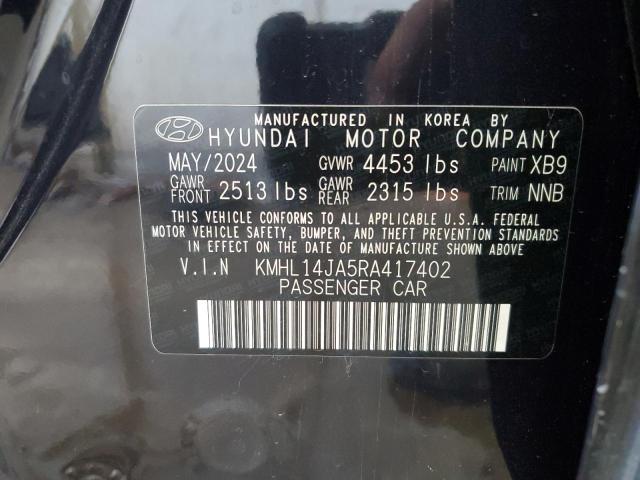 MANUFACTURED IN KOREA BY
HYUNDAI MOTOR COMPANY
MAY/2024 GVWR 4453 lbs PAINT XB9
GAWR FRONT 2513 lbs GAWR REAR 2315 lbs TRIM NNB
THIS VEHICLE CONFORMS TO ALL APPLICABLE U.S.A. FEDERAL
MOTOR VEHICLE SAFETY, BUMPER, AND THEFT PREVENTION STANDARDS
IN EFFECT ON THE DATE OF MANUFACTURE SHOWN ABOVE
V.I.N KMHL14JA5RA417402
PASSENGER CAR